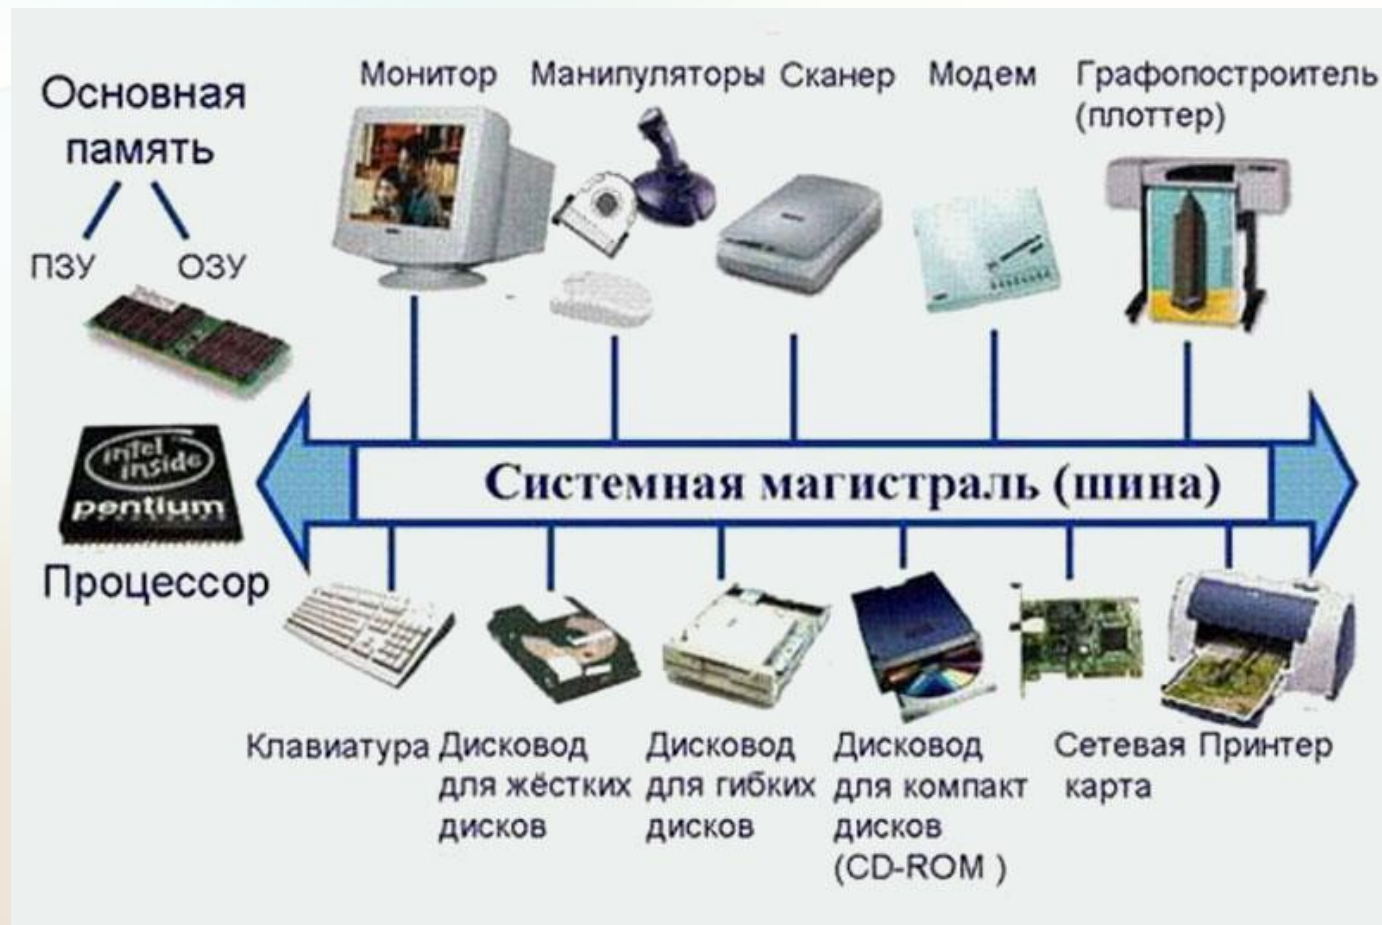 Основная
память
ПЗУ ОЗУ
Монитор
Манипуляторы
Сканер
Модем
Графопостроитель
(плоттер)
intel
inside
pentium
Процессор
Системная магистраль (шина)
Клавиатура
Дисковод
для жёстких
дисков
Дисковод
для гибких
дисков
Дисковод
для компакт
дисков
(CD-ROM )
Сетевая
карта
Принтер